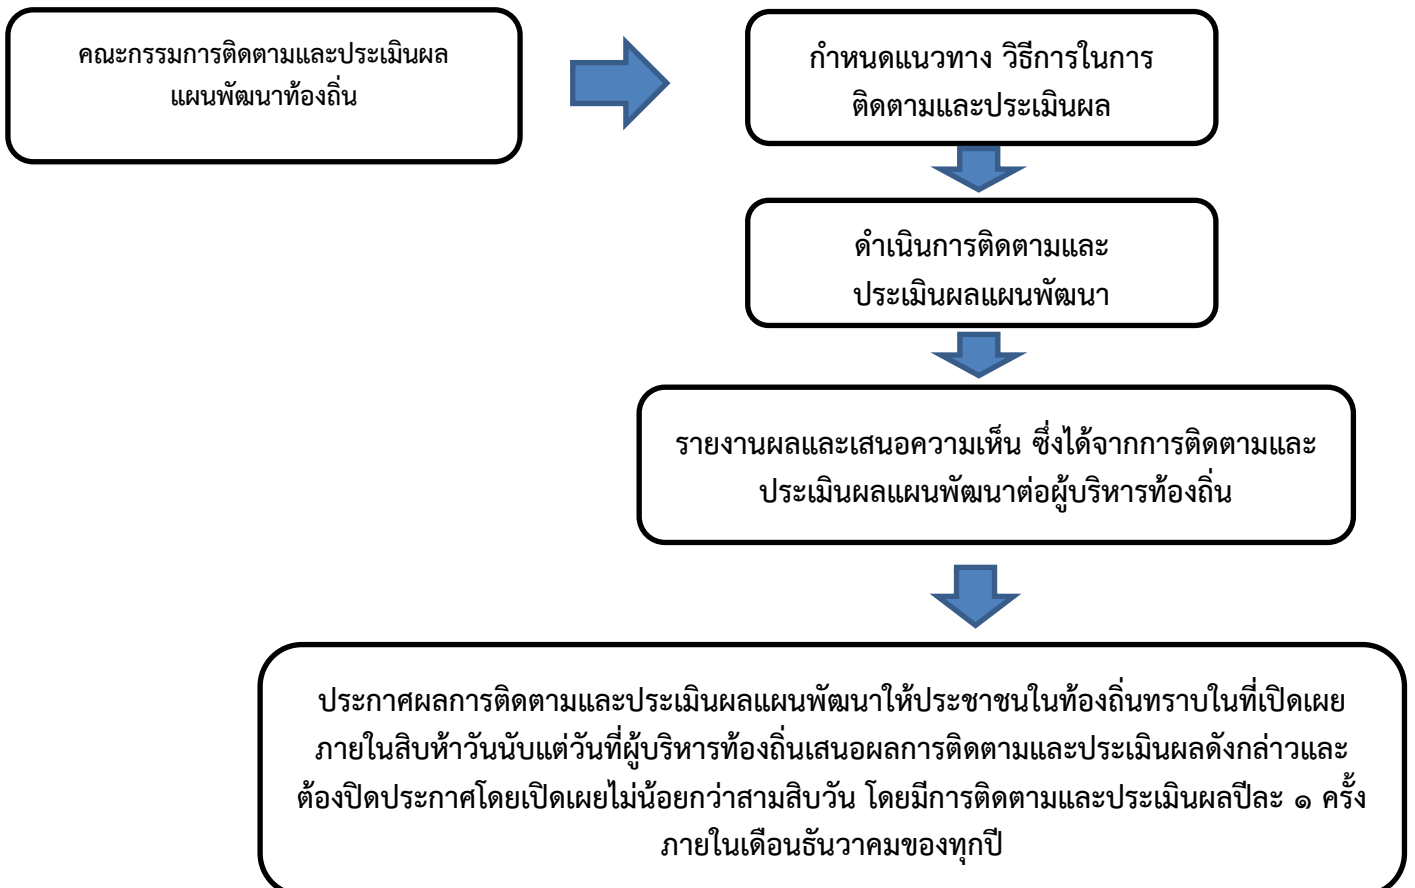 คณะกรรมการติดตามและประเมินผล
แผนพัฒนาท้องถิ่น
กำหนดแนวทาง วิธีการในการ
ติดตามและประเมินผล
ดำเนินการติดตามและ
ประเมินผลแผนพัฒนา
รายงานผลและเสนอความเห็น ซึ่งได้จากการติดตามและ
ประเมินผลแผนพัฒนาต่อผู้บริหารท้องถิ่น
ประกาศผลการติดตามและประเมินผลแผนพัฒนาให้ประชาชนในท้องถิ่นทราบในที่เปิดเผย
ภายในสิบห้าวันนับแต่วันที่ผู้บริหารท้องถิ่นเสนอผลการติดตามและประเมินผลดังกล่าวและ
ต้องปิดประกาศโดยเปิดเผยไม่น้อยกว่าสามสิบวัน โดยมีการติดตามและประเมินผลปีละ ๑ ครั้ง
ภายในเดือนธันวาคมของทุกปี